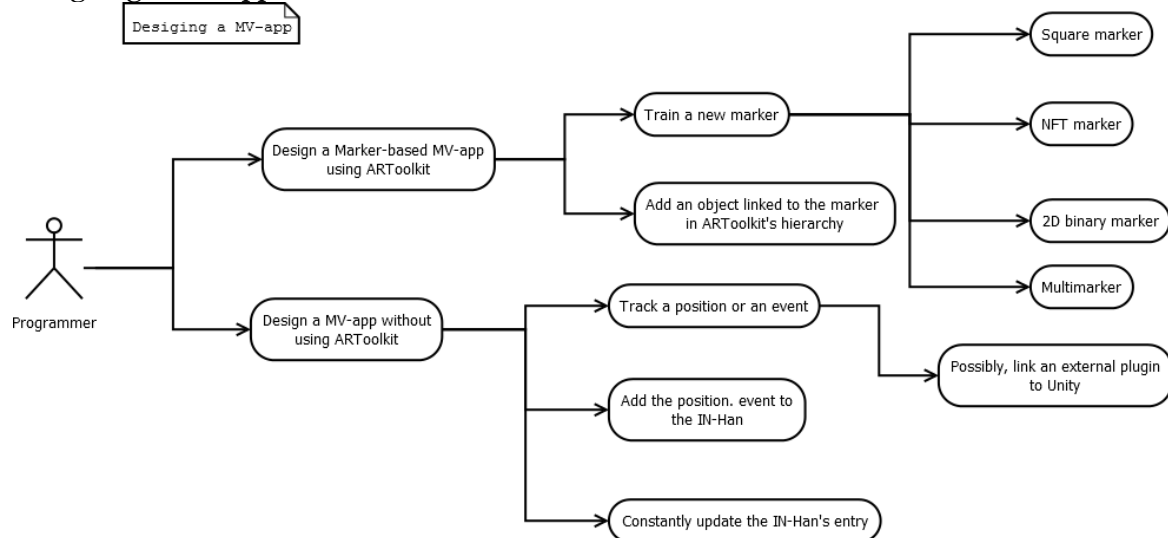 Desiging a MV-app
Square marker
Train a new marker
NFT marker
Design a Marker-based MV-app
using ARToolkit
Add an object linked to the marker
in ARToolkit's hierarchy
2D binary marker
Multimarker
Programmer
Design a MV-app without
using ARToolkit
Track a position or an event
Possibly, link an external plugin
to Unity
Add the position. event to
the IN-Han
Constantly update the IN-Han's entry